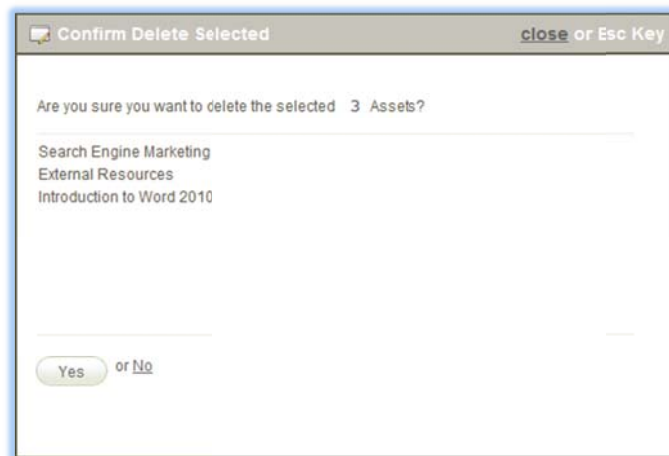 Confirm Delete Selected close or Esc Key
Are you sure you want to delete the selected 3 Assets?
Search Engine Marketing
External Resources
Introduction to Word 2010
Yes or No